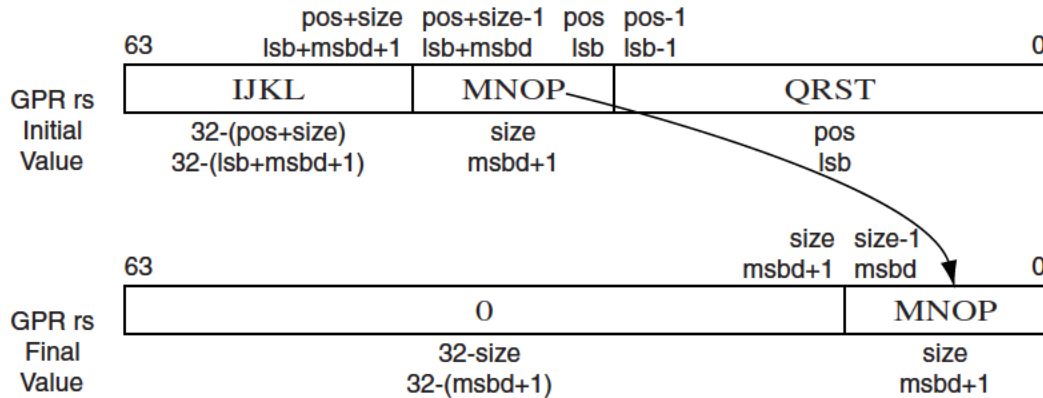 pos+size pos+size-1 pos pos-1
63 lsb+msbd+1 lsb+msbd lsb lsb-1 0
GPR rs IJKL MNOP QRST
Initial 32-(pos+size) size pos
Value 32-(lsb+msbd+1) msbd+1 lsb
size size-1
63 msbd+1 msbd 0
GPR rs 0 MNOP
Final 32-size size
Value 32-(msbd+1) msbd+1